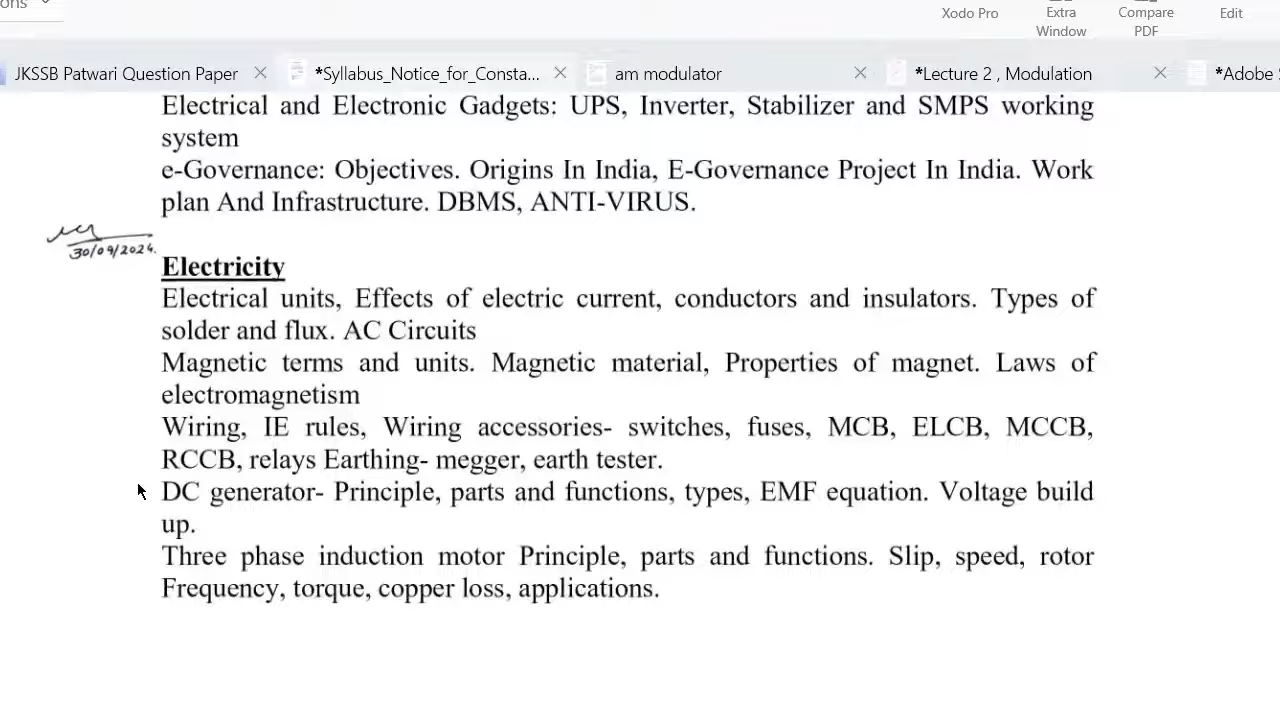 ons
Xodo Pro
Extra Window
Compare PDF
Edit
JKSSB Patwari Question Paper
*Syllabus_Notice_for_Consta...
am modulator
*Lecture 2 , Modulation
*Adobe
Electrical and Electronic Gadgets: UPS, Inverter, Stabilizer and SMPS working
system
e-Governance: Objectives. Origins In India, E-Governance Project In India. Work
plan And Infrastructure. DBMS, ANTI-VIRUS.
30/09/2024.
Electricity
Electrical units, Effects of electric current, conductors and insulators. Types of
solder and flux. AC Circuits
Magnetic terms and units. Magnetic material, Properties of magnet. Laws of
electromagnetism
Wiring, IE rules, Wiring accessories- switches, fuses, MCB, ELCB, MCCB,
RCCB, relays Earthing- megger, earth tester.
DC generator- Principle, parts and functions, types, EMF equation. Voltage build
up.
Three phase induction motor Principle, parts and functions. Slip, speed, rotor
Frequency, torque, copper loss, applications.